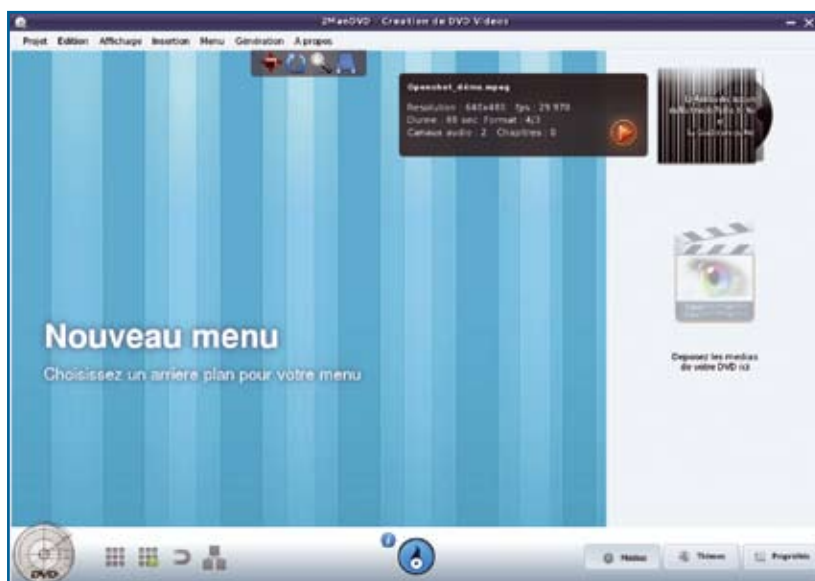 2ManDVD - Creation de DVD Videos
Projet Edition Affichage Insertion Menu Génération A propos
Openshot_démo.mpeg
Resolution : 640x480 fps : 29.970
Duree : 88 sec Format : 4/3
Canaux audio : 2 Chapitres : 0
Nouveau menu
Choisissez un arriere plan pour votre menu
Deposez les medias
de votre DVD ici
DVD
Médias Thèmes Propriétés